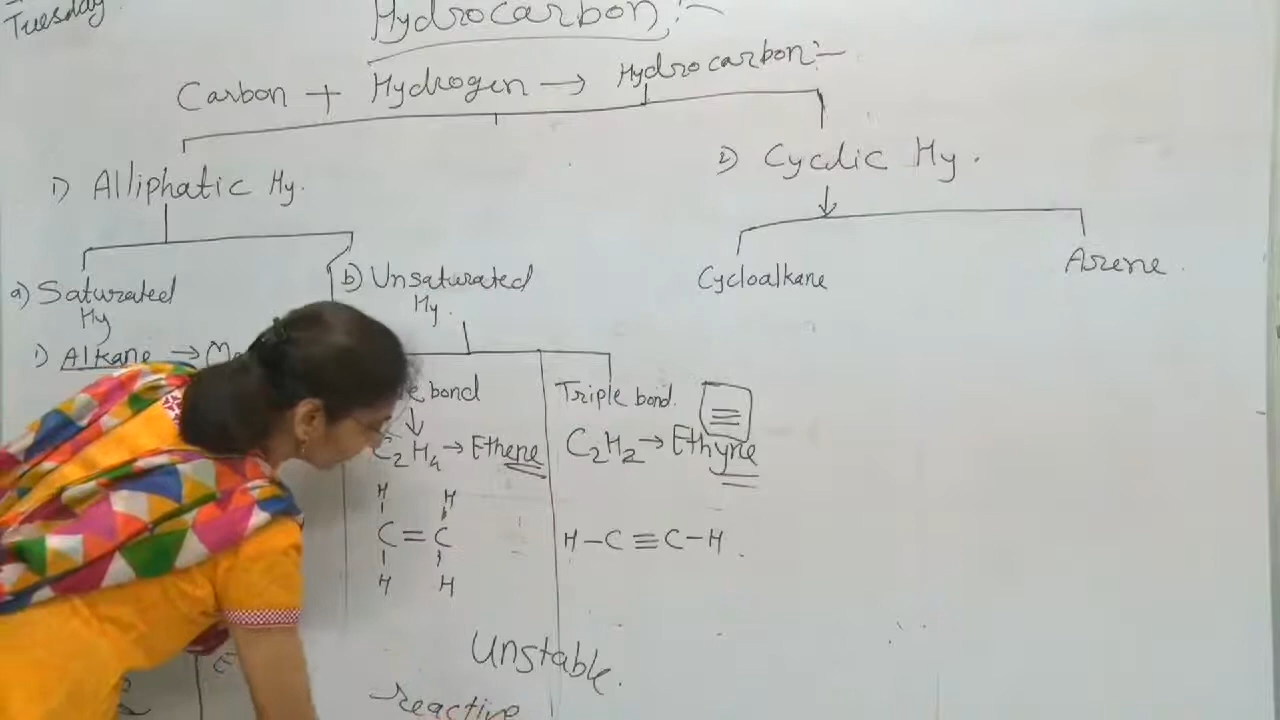 Tuesday
Hydrocarbon:-
Carbon + Hydrogen → Hydrocarbon:-
1) Alliphatic Hy.
2) Cyclic Hy.
a) Saturated
Hy
b) Unsaturated
Hy.
Cycloalkane
Arene
1) Alkane →
bond
C2H4 → Ethene
H H
C=C
H H
Triple bond.
≡
C2H2 → Ethyne
H-C≡C-H
Unstable.
reactive